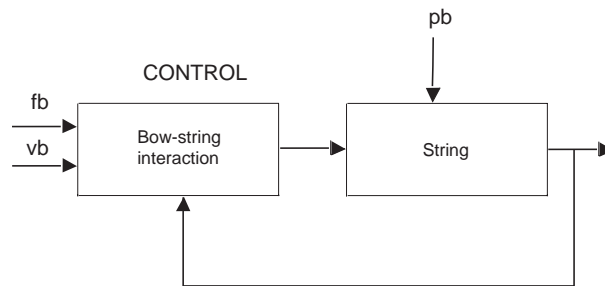 pb
CONTROL
fb
vb
Bow-string
interaction
String